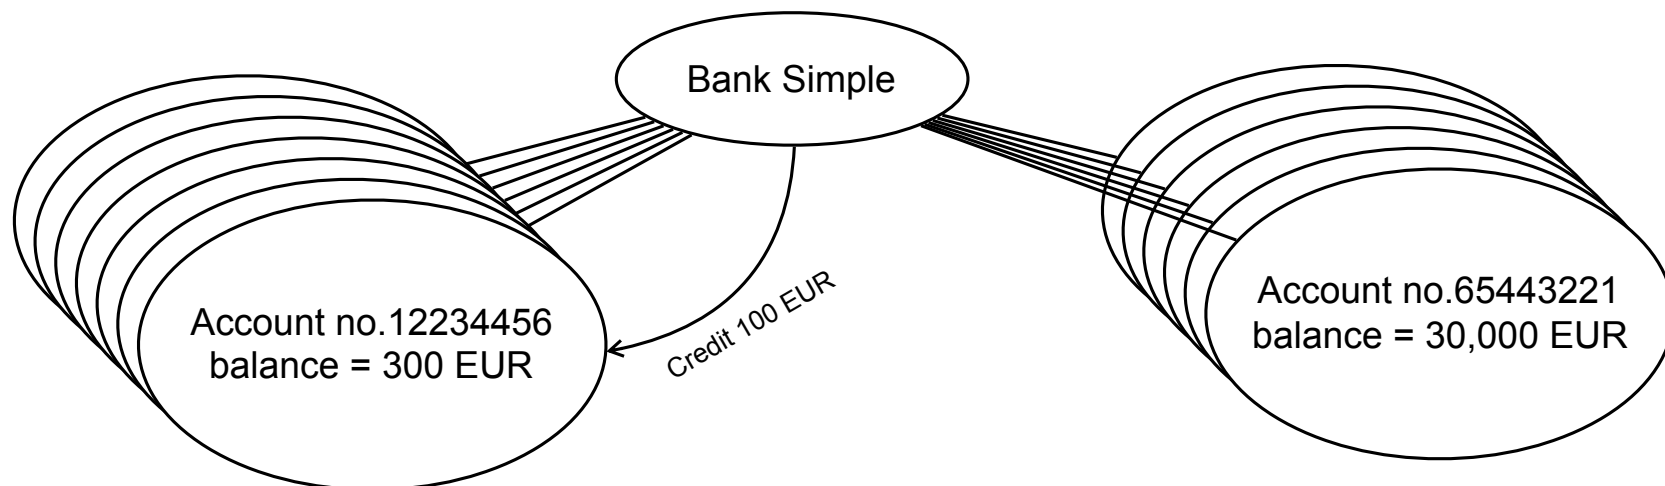 Bank Simple
Account no.12234456
balance = 300 EUR
Credit 100 EUR
Account no.65443221
balance = 30,000 EUR